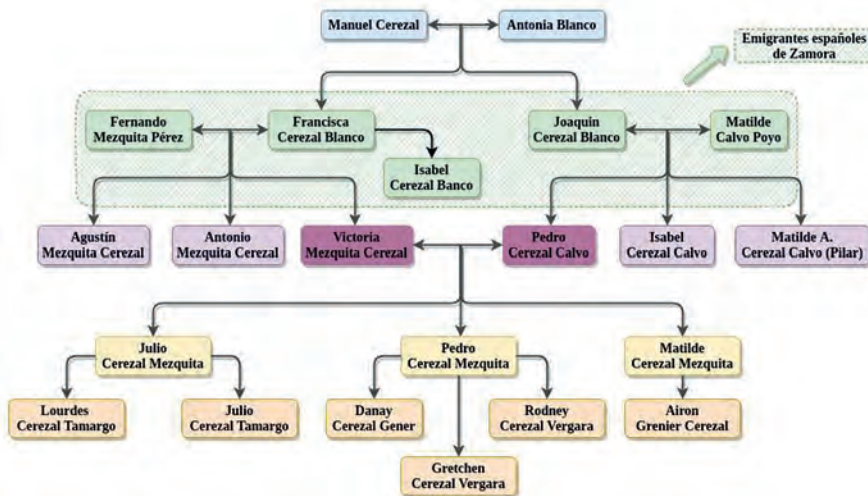 Manuel Cerezal
Antonia Blanco
Emigrantes españoles
de Zamora
Fernando
Mezquita Pérez
Francisca
Cerezal Blanco
Joaquin
Cerezal Blanco
Matilde
Calvo Poyo
Isabel
Cerezal Banco
Agustín
Mezquita Cerezal
Antonio
Mezquita Cerezal
Victoria
Mezquita Cerezal
Pedro
Cerezal Calvo
Isabel
Cerezal Calvo
Matilde A.
Cerezal Calvo (Pilar)
Julio
Cerezal Mezquita
Pedro
Cerezal Mezquita
Matilde
Cerezal Mezquita
Lourdes
Cerezal Tamargo
Julio
Cerezal Tamargo
Danay
Cerezal Gener
Rodney
Cerezal Vergara
Airon
Grenier Cerezal
Gretchen
Cerezal Vergara